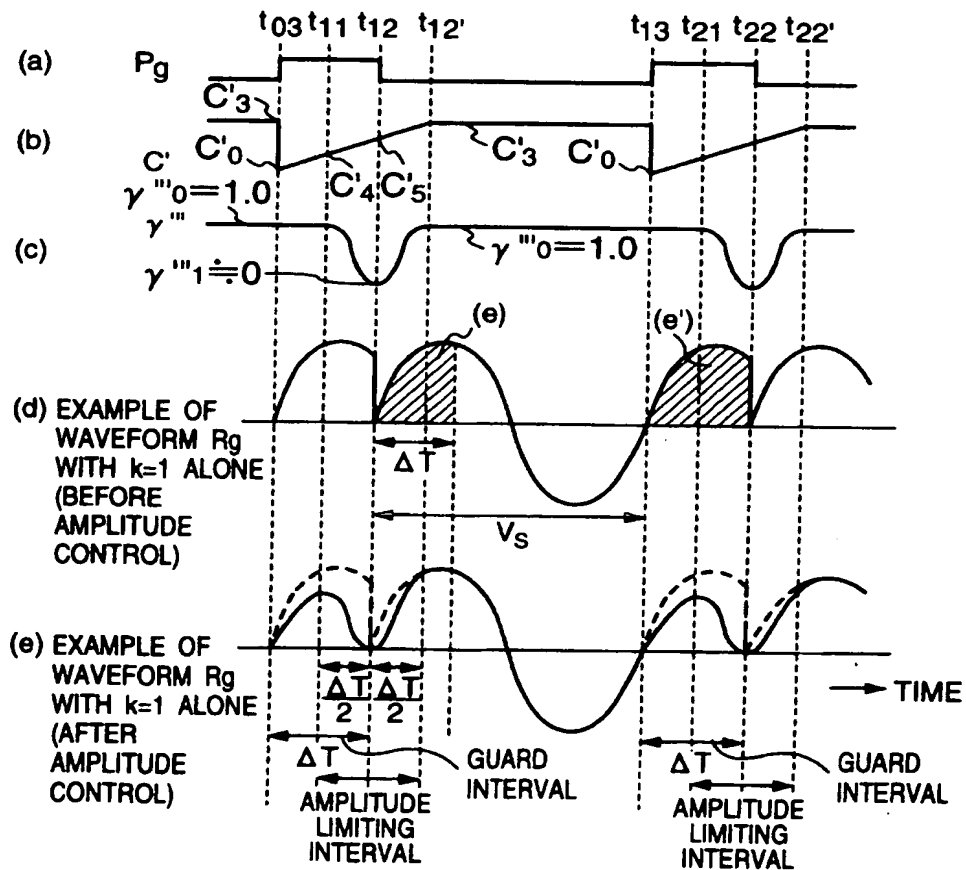 t03 t11 t12 t12' t13 t21 t22 t22'
(a) Pg
C'3
(b) C'0 C'3 C'0
C' C'4 C'5
γ'''0=1.0
γ'''
(c) γ'''0=1.0
γ'''1≒0
(e) (e')
(d) EXAMPLE OF
WAVEFORM Rg
WITH k=1 ALONE
(BEFORE
AMPLITUDE
CONTROL)
ΔT
VS
(e) EXAMPLE OF
WAVEFORM Rg
WITH k=1 ALONE
(AFTER
AMPLITUDE
CONTROL)
ΔT/2 ΔT/2
TIME
ΔT GUARD
INTERVAL
AMPLITUDE
LIMITING
INTERVAL
ΔT GUARD
INTERVAL
AMPLITUDE
LIMITING
INTERVAL